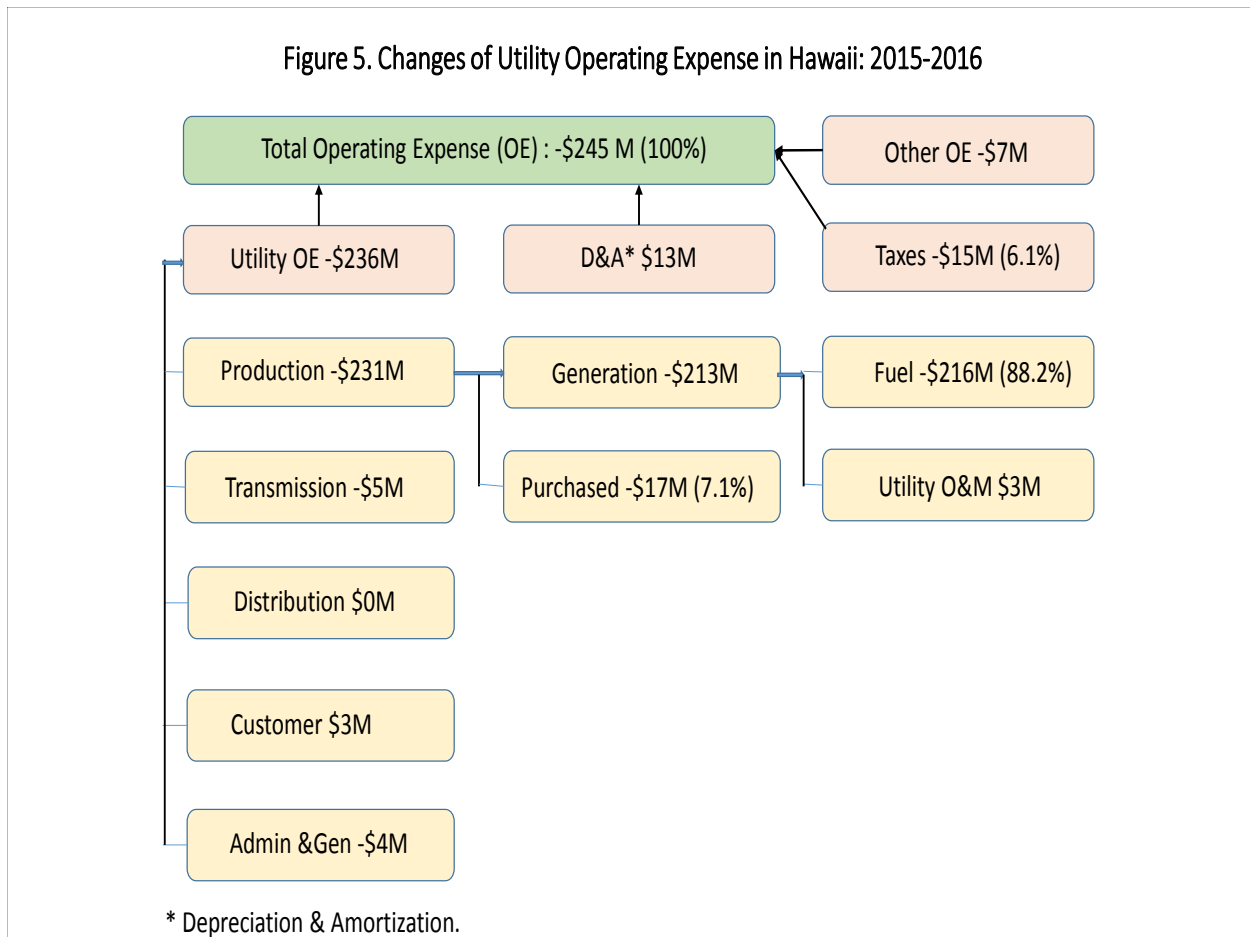 Figure 5. Changes of Utility Operating Expense in Hawaii: 2015-2016
Total Operating Expense (OE) : -$245 M (100%)
Other OE -$7M
Utility OE -$236M
D&A* $13M
Taxes -$15M (6.1%)
Production -$231M
Generation -$213M
Fuel -$216M (88.2%)
Transmission -$5M
Purchased -$17M (7.1%)
Utility O&M $3M
Distribution $0M
Customer $3M
Admin &Gen -$4M
* Depreciation & Amortization.